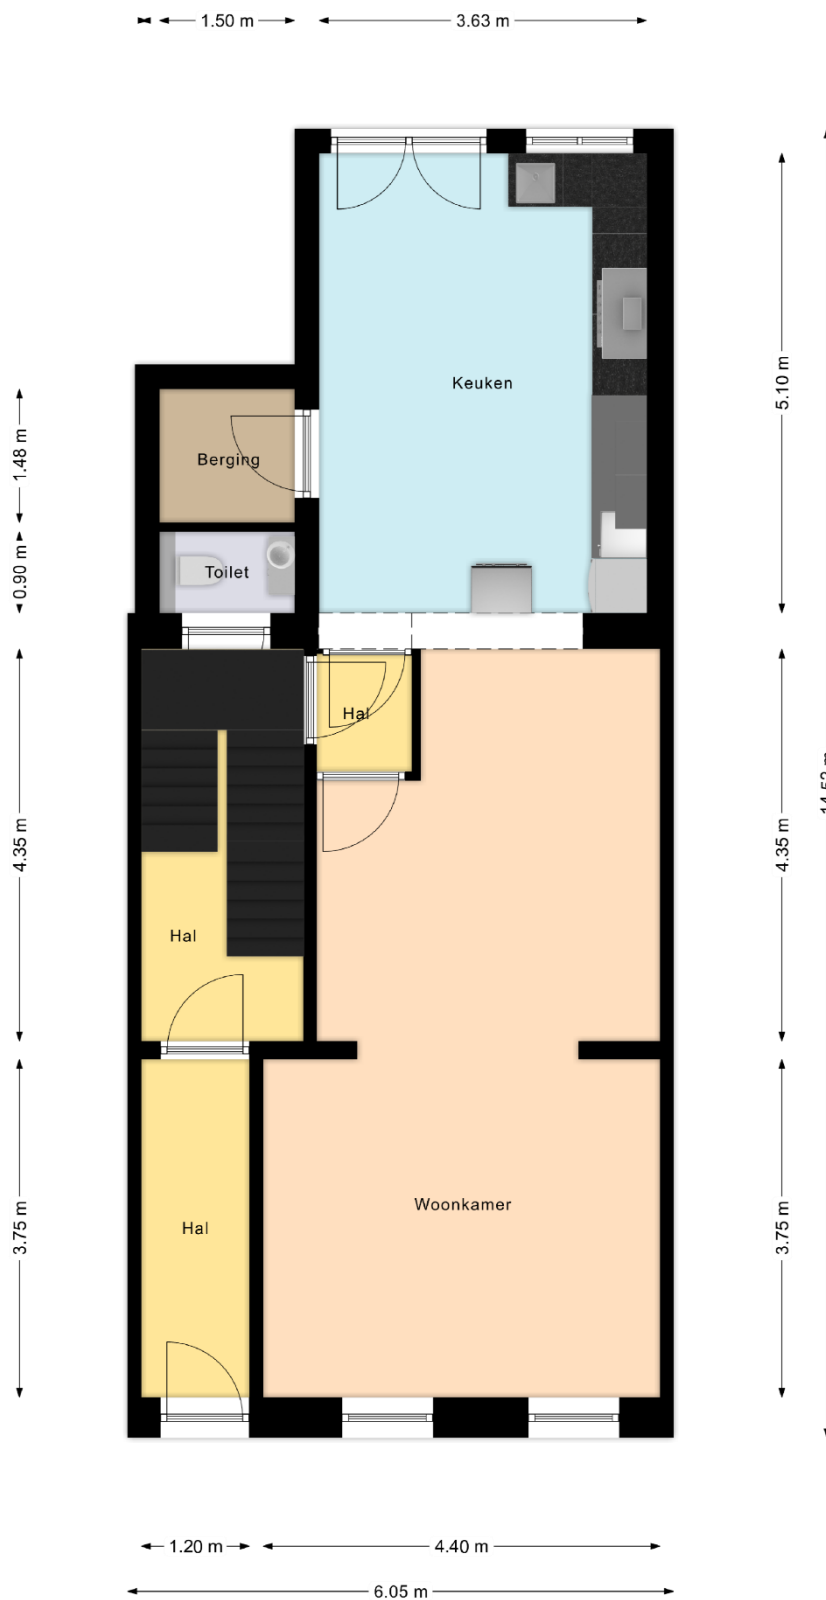 1.50 m
3.63 m
Keuken
5.10 m
1.48 m
Berging
0.90 m
Toilet
Hal
4.35 m
4.35 m
Hal
3.75 m
Hal
Woonkamer
3.75 m
1.20 m
4.40 m
6.05 m